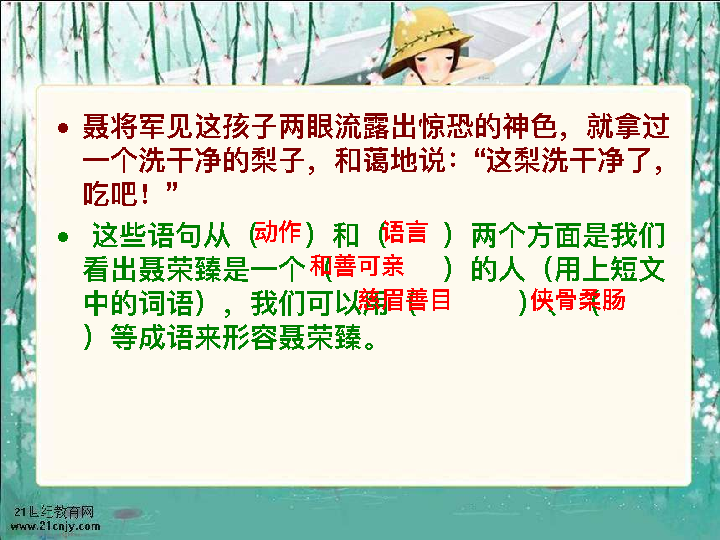 聂将军见这孩子两眼流露出惊恐的神色，就拿过
一个洗干净的梨子，和蔼地说：“这梨洗干净了，
吃吧！”
这些语句从（动作）和（语言）两个方面是我们
看出聂荣臻是一个（和善可亲）的人（用上短文
中的词语），我们可以用（慈眉善目）、（侠骨柔肠
）等成语来形容聂荣臻。
21世纪教育网
www.21cnjy.com